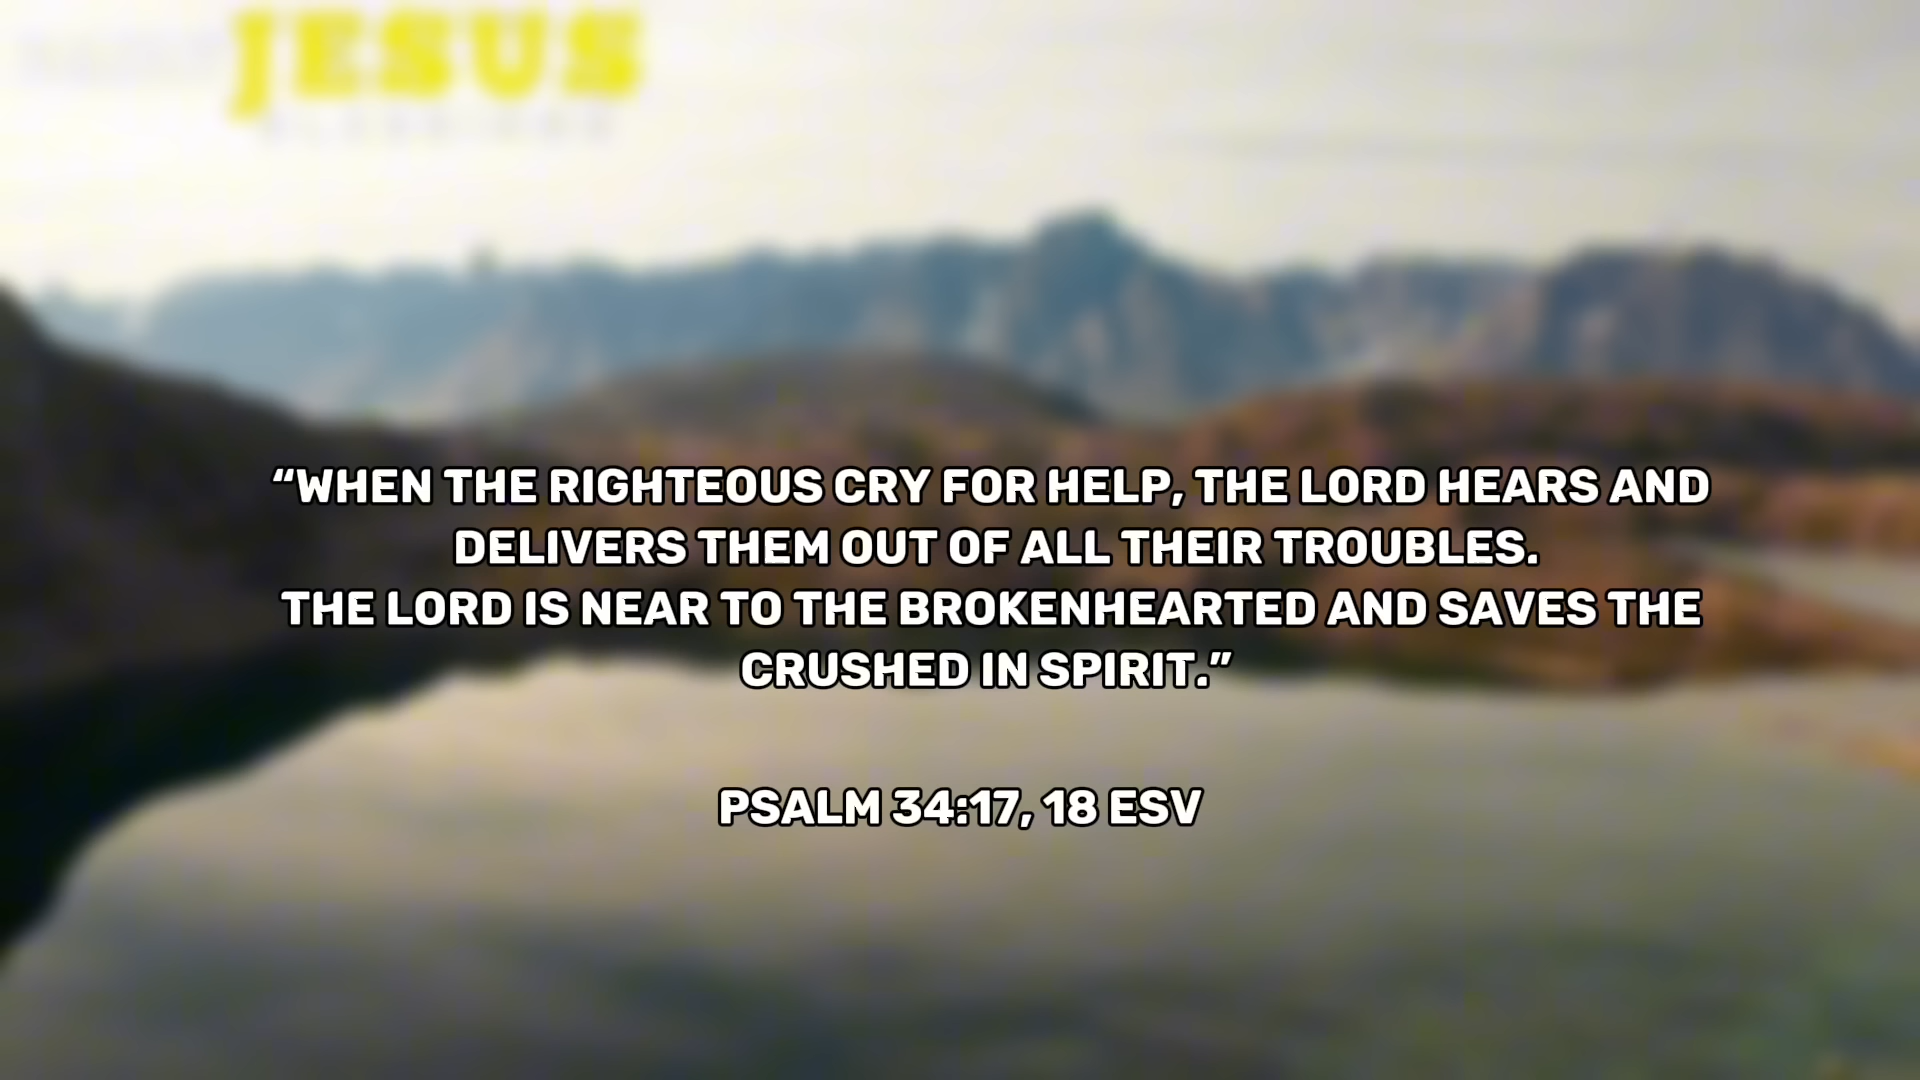 JESUS
“WHEN THE RIGHTEOUS CRY FOR HELP, THE LORD HEARS AND
DELIVERS THEM OUT OF ALL THEIR TROUBLES.
THE LORD IS NEAR TO THE BROKENHEARTED AND SAVES THE
CRUSHED IN SPIRIT.”
PSALM 34:17, 18 ESV